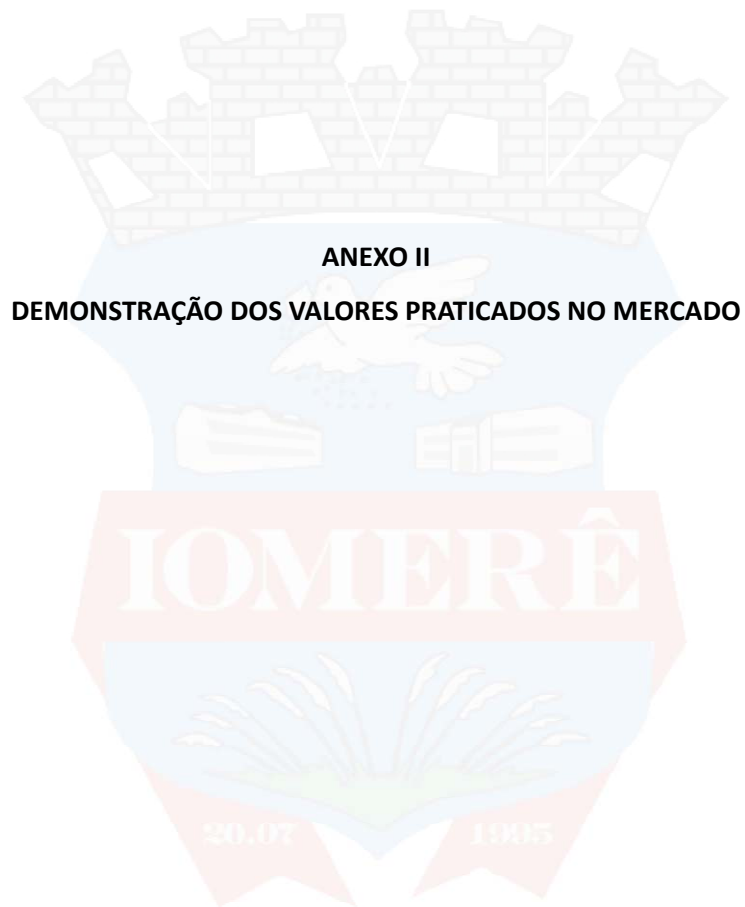 ANEXO II
DEMONSTRAÇÃO DOS VALORES PRATICADOS NO MERCADO
IOMERÊ
20.07 1995